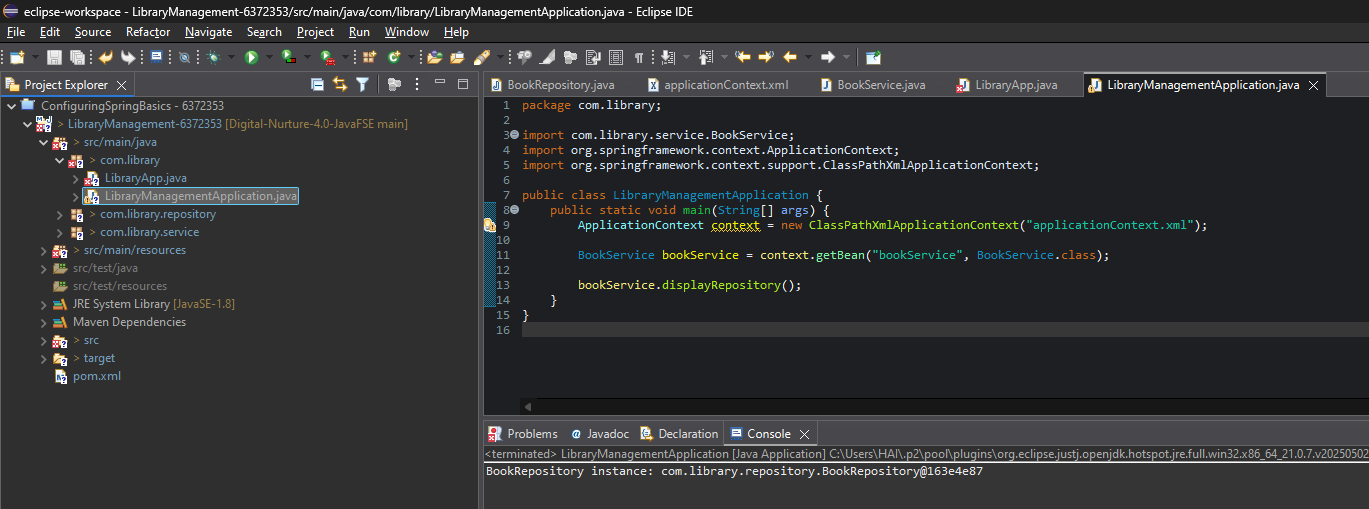 eclipse-workspace - LibraryManagement-6372353/src/main/java/com/library/LibraryManagementApplication.java - Eclipse IDE
File Edit Source Refactor Navigate Search Project Run Window Help
Project Explorer
ConfiguringSpringBasics - 6372353
> LibraryManagement-6372353 [Digital-Nurture-4.0-JavaFSE main]
> src/main/java
> com.library
LibraryApp.java
LibraryManagementApplication.java
> com.library.repository
> com.library.service
> src/main/resources
src/test/java
src/test/resources
JRE System Library [JavaSE-1.8]
Maven Dependencies
> src
> target
pom.xml
BookRepository.java applicationContext.xml BookService.java LibraryApp.java LibraryManagementApplication.java
1 package com.library;
2
3 import com.library.service.BookService;
4 import org.springframework.context.ApplicationContext;
5 import org.springframework.context.support.ClassPathXmlApplicationContext;
6
7 public class LibraryManagementApplication {
8 public static void main(String[] args) {
9 ApplicationContext context = new ClassPathXmlApplicationContext("applicationContext.xml");
10
11 BookService bookService = context.getBean("bookService", BookService.class);
12
13 bookService.displayRepository();
14 }
15 }
16
Problems Javadoc Declaration Console
<terminated> LibraryManagementApplication [Java Application] C:\Users\HAI\.p2\pool\plugins\org.eclipse.justj.openjdk.hotspot.jre.full.win32.x86_64_21.0.7.v20250502
BookRepository instance: com.library.repository.BookRepository@163e4e87